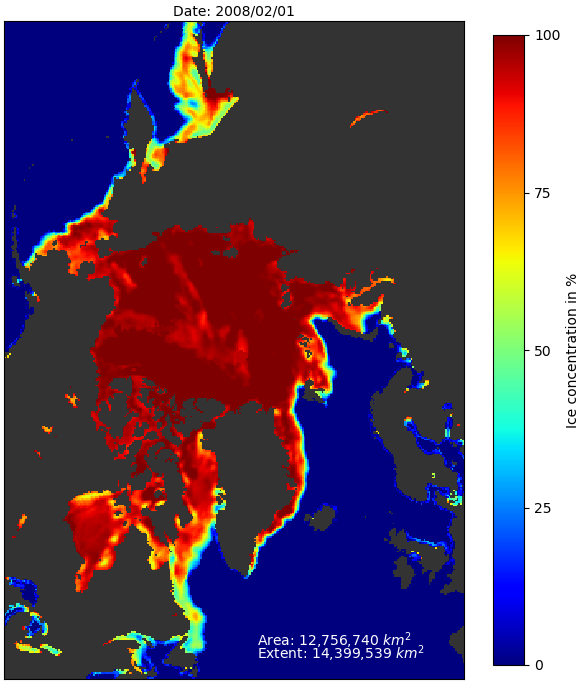 Date: 2008/02/01
100
75
50
25
0
Ice concentration in %
Area: 12,756,740 km²
Extent: 14,399,539 km²